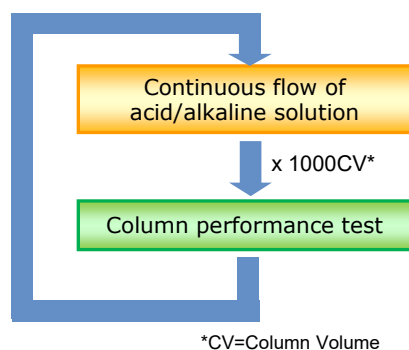 Continuous flow of
acid/alkaline solution
x 1000CV*
Column performance test
*CV=Column Volume